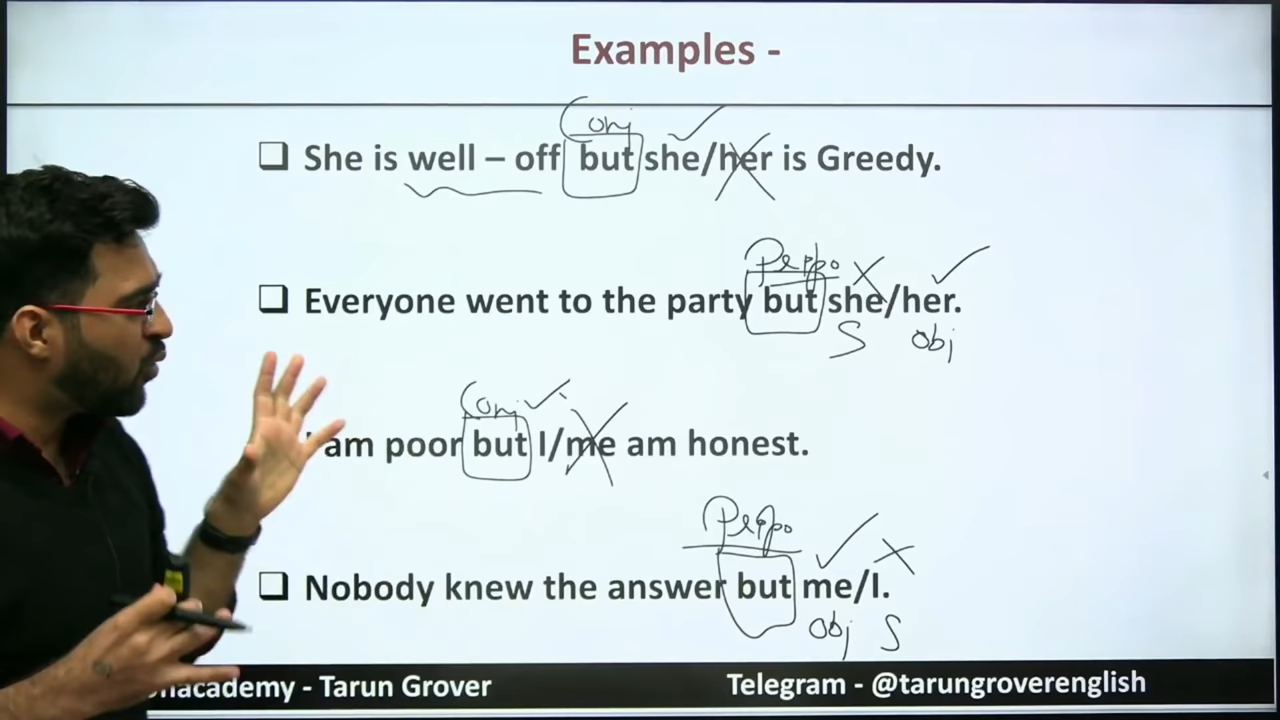 Examples -
Conj
She is well – off but she/her is Greedy.
Prepo
Everyone went to the party but she/her.
S obj
Conj
am poor but I/me am honest.
Prepo
Nobody knew the answer but me/I.
obj S
nacademy - Tarun Grover
Telegram - @tarungroverenglish